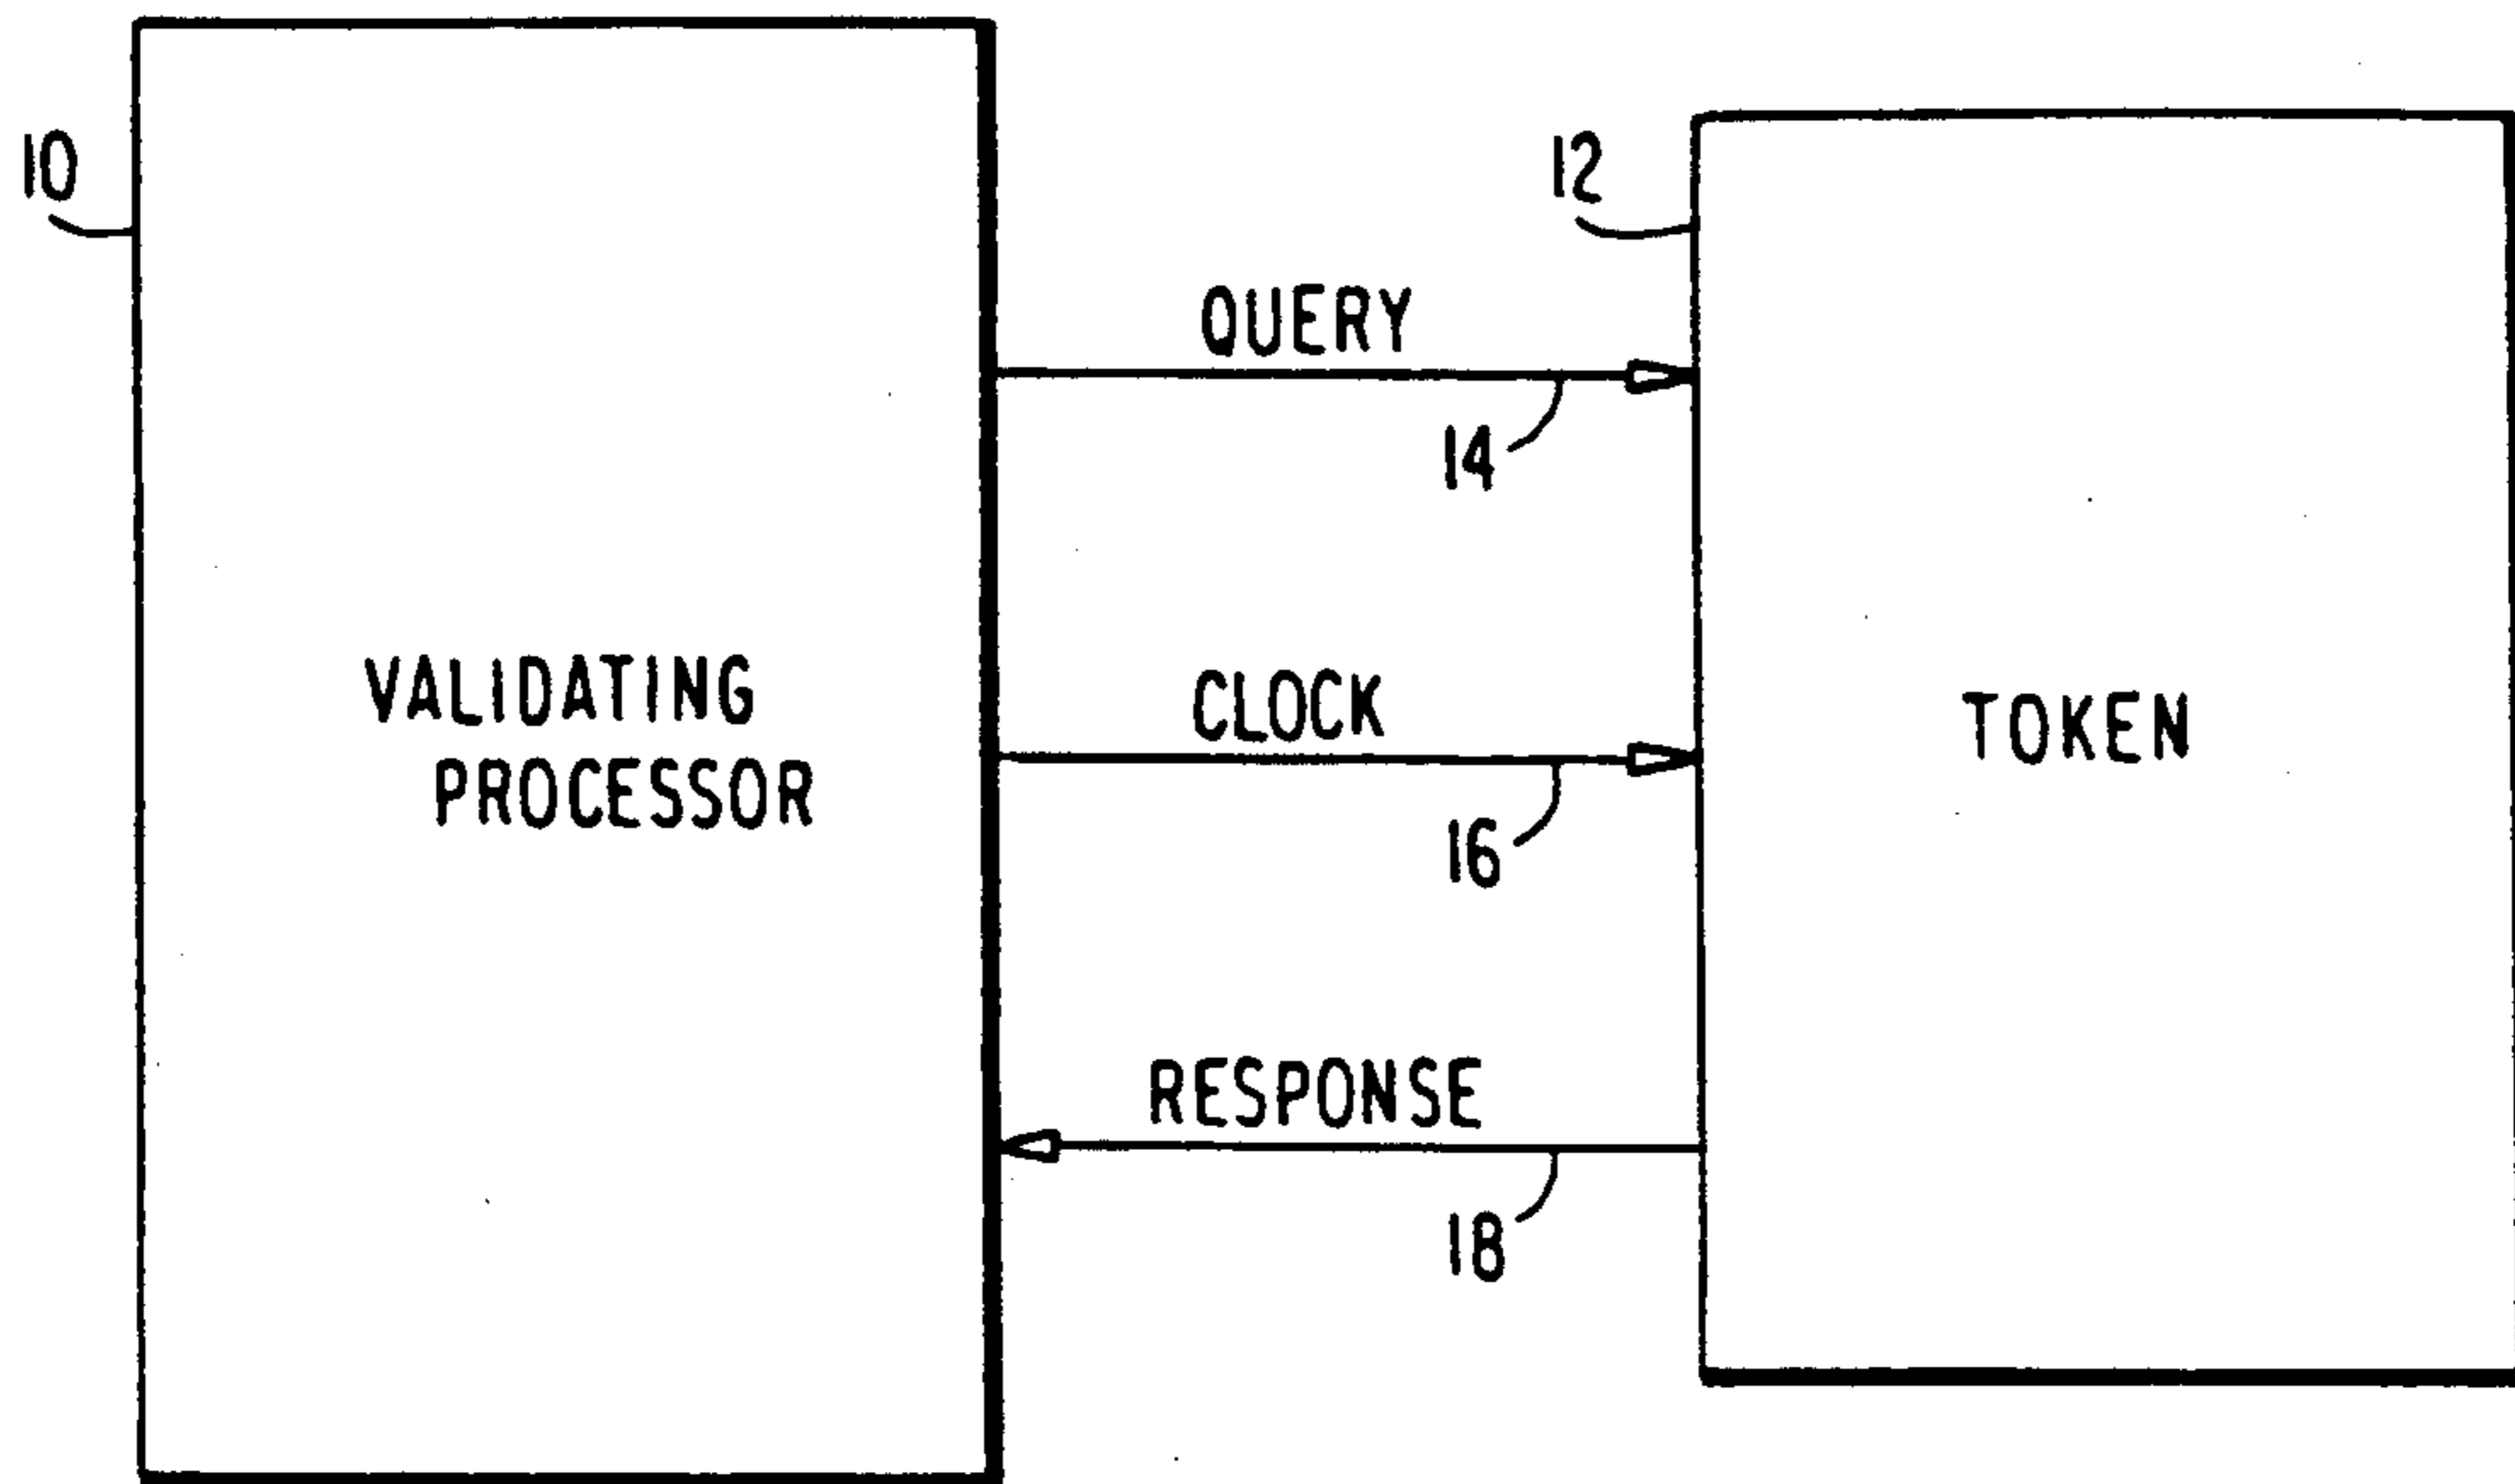 10
12
QUERY
14
VALIDATING
PROCESSOR
CLOCK
TOKEN
16
RESPONSE
18